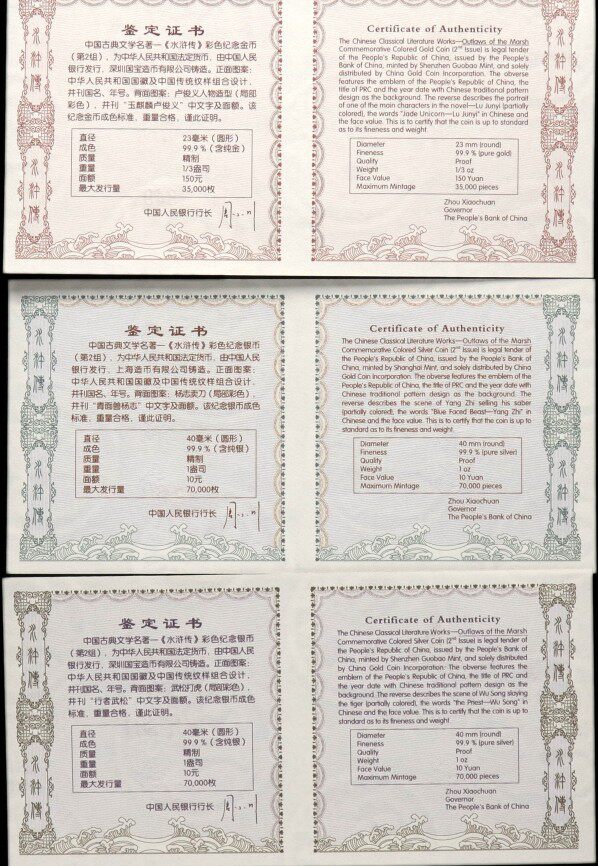 鉴定证书
中国古典文学名著—《水浒传》彩色纪念金币
（第2组），为中华人民共和国法定货币，由中国人民
银行发行，深圳国宝造币有限公司铸造。正面图案：
中华人民共和国国徽及中国传统纹样组合设计，
并刊国名、年号。背面图案：卢俊义人物造型（局部
彩色），并刊“玉麒麟卢俊义”中文字及面额。该
纪念金币成色标准，重量合格，谨此证明。
直径 23毫米（圆形）
成色 99.9％（含纯金）
质量 精制
重量 1/3盎司
面额 150元
最大发行量 35,000枚
中国人民银行行长
Certificate of Authenticity
The Chinese Classical Literature Works—Outlaws of the Marsh
Commemorative Colored Gold Coin (2nd Issue) is legal tender
of the People's Republic of China, issued by the People's
Bank of China, minted by Shenzhen Guobao Mint, and solely
distributed by China Gold Coin Incorporation. The obverse
features the emblem of the People's Republic of China, the
title of PRC and the year date with Chinese traditional pattern
design as the background. The reverse describes the portrait
of one of the main characters in the novel—Lu Junyi (partially
colored), the words "Jade Unicorn—Lu Junyi" in Chinese and
the face value. This is to certify that the coin is up to standard
as to its fineness and weight.
Diameter 23 mm (round)
Fineness 99.9 % (pure gold)
Quality Proof
Weight 1/3 oz
Face Value 150 Yuan
Maximum Mintage 35,000 pieces
Zhou Xiaochuan
Governor
The People's Bank of China
水浒传
水浒传
鉴定证书
中国古典文学名著—《水浒传》彩色纪念银币
（第2组），为中华人民共和国法定货币，由中国人民
银行发行，上海造币有限公司铸造。正面图案：
中华人民共和国国徽及中国传统纹样组合设计，
并刊国名、年号。背面图案：杨志卖刀（局部彩色），
并刊“青面兽杨志”中文字及面额。该纪念银币成色
标准，重量合格，谨此证明。
直径 40毫米（圆形）
成色 99.9％（含纯银）
质量 精制
重量 1盎司
面额 10元
最大发行量 70,000枚
中国人民银行行长
Certificate of Authenticity
The Chinese Classical Literature Works—Outlaws of the Marsh
Commemorative Colored Silver Coin (2nd Issue) is legal tender of
the People's Republic of China, issued by the People's Bank of
China, minted by Shanghai Mint, and solely distributed by China
Gold Coin Incorporation. The obverse features the emblem of the
People's Republic of China, the title of PRC and the year date with
Chinese traditional pattern design as the background. The
reverse describes the scene of Yang Zhi selling his saber
(partially colored), the words "Blue Faced Beast—Yang Zhi" in
Chinese and the face value. This is to certify that the coin is up to
standard as to its fineness and weight.
Diameter 40 mm (round)
Fineness 99.9 % (pure silver)
Quality Proof
Weight 1 oz
Face Value 10 Yuan
Maximum Mintage 70,000 pieces
Zhou Xiaochuan
Governor
The People's Bank of China
水浒传
水浒传
鉴定证书
中国古典文学名著—《水浒传》彩色纪念银币
（第2组），为中华人民共和国法定货币，由中国人民
银行发行，深圳国宝造币有限公司铸造。正面图案：
中华人民共和国国徽及中国传统纹样组合设计，
并刊国名、年号。背面图案：武松打虎（局部彩色），
并刊“行者武松”中文字及面额。该纪念银币成色
标准，重量合格，谨此证明。
直径 40毫米（圆形）
成色 99.9％（含纯银）
质量 精制
重量 1盎司
面额 10元
最大发行量 70,000枚
中国人民银行行长
Certificate of Authenticity
The Chinese Classical Literature Works—Outlaws of the Marsh
Commemorative Colored Silver Coin (2nd Issue) is legal tender of
the People's Republic of China, issued by the People's Bank of
China, minted by Shenzhen Guobao Mint, and solely distributed
by China Gold Coin Incorporation. The obverse features the
emblem of the People's Republic of China, the title of PRC and
the year date with Chinese traditional pattern design as the
background. The reverse describes the scene of Wu Song slaying
the tiger (partially colored), the words "the Priest—Wu Song" in
Chinese and the face value. This is to certify that the coin is up to
standard as to its fineness and weight.
Diameter 40 mm (round)
Fineness 99.9 % (pure silver)
Quality Proof
Weight 1 oz
Face Value 10 Yuan
Maximum Mintage 70,000 pieces
Zhou Xiaochuan
Governor
The People's Bank of China
水浒传
水浒传